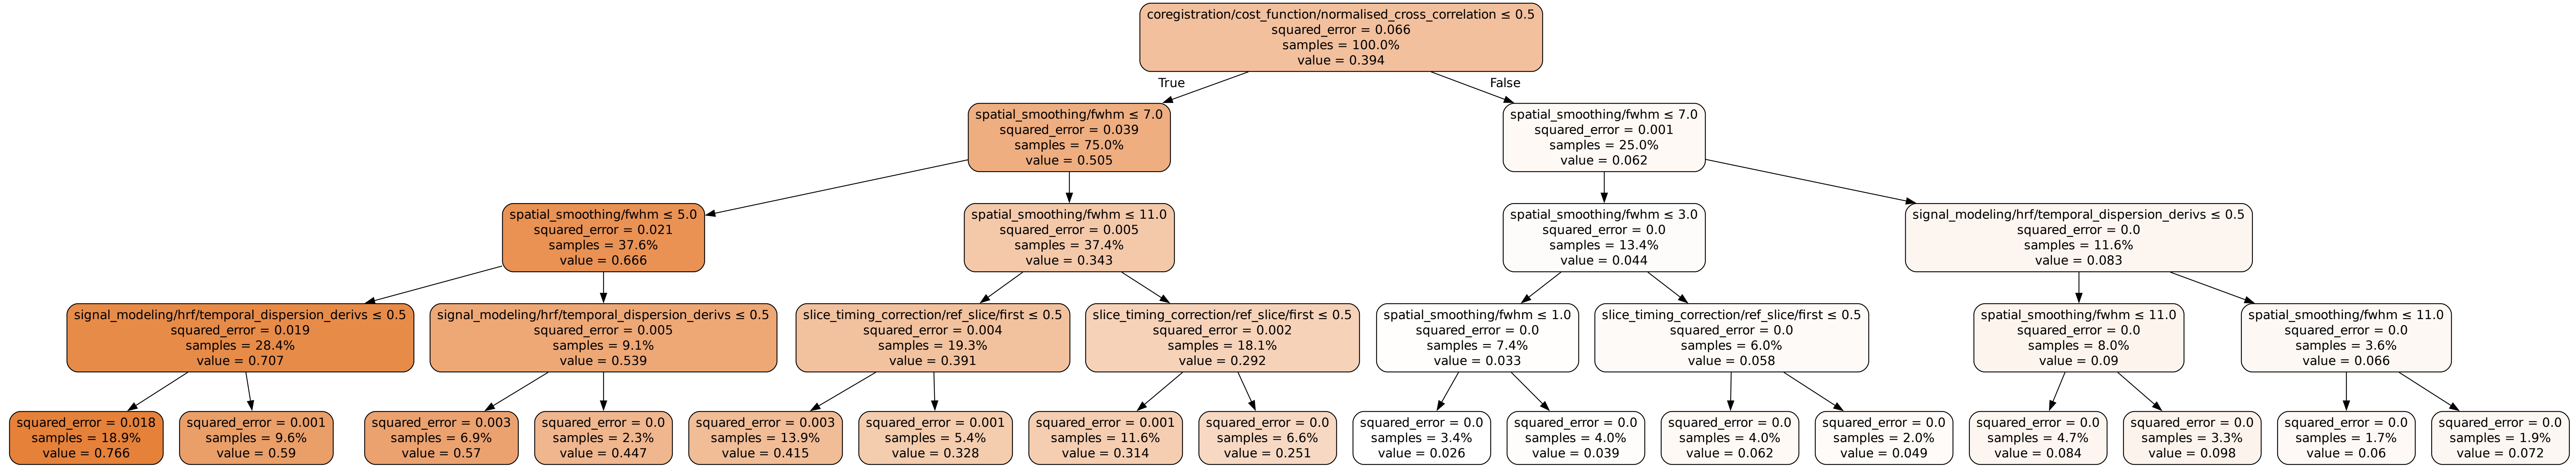 coregistration/cost_function/normalised_cross_correlation ≤ 0.5
squared_error = 0.066
samples = 100.0%
value = 0.394
True
False
spatial_smoothing/fwhm ≤ 7.0
squared_error = 0.039
samples = 75.0%
value = 0.505
spatial_smoothing/fwhm ≤ 7.0
squared_error = 0.001
samples = 25.0%
value = 0.062
spatial_smoothing/fwhm ≤ 5.0
squared_error = 0.021
samples = 37.6%
value = 0.666
spatial_smoothing/fwhm ≤ 11.0
squared_error = 0.005
samples = 37.4%
value = 0.343
spatial_smoothing/fwhm ≤ 3.0
squared_error = 0.0
samples = 13.4%
value = 0.044
signal_modeling/hrf/temporal_dispersion_derivs ≤ 0.5
squared_error = 0.0
samples = 11.6%
value = 0.083
signal_modeling/hrf/temporal_dispersion_derivs ≤ 0.5
squared_error = 0.019
samples = 28.4%
value = 0.707
signal_modeling/hrf/temporal_dispersion_derivs ≤ 0.5
squared_error = 0.005
samples = 9.1%
value = 0.539
slice_timing_correction/ref_slice/first ≤ 0.5
squared_error = 0.004
samples = 19.3%
value = 0.391
slice_timing_correction/ref_slice/first ≤ 0.5
squared_error = 0.002
samples = 18.1%
value = 0.292
spatial_smoothing/fwhm ≤ 1.0
squared_error = 0.0
samples = 7.4%
value = 0.033
slice_timing_correction/ref_slice/first ≤ 0.5
squared_error = 0.0
samples = 6.0%
value = 0.058
spatial_smoothing/fwhm ≤ 11.0
squared_error = 0.0
samples = 8.0%
value = 0.09
spatial_smoothing/fwhm ≤ 11.0
squared_error = 0.0
samples = 3.6%
value = 0.066
squared_error = 0.018
samples = 18.9%
value = 0.766
squared_error = 0.001
samples = 9.6%
value = 0.59
squared_error = 0.003
samples = 6.9%
value = 0.57
squared_error = 0.0
samples = 2.3%
value = 0.447
squared_error = 0.003
samples = 13.9%
value = 0.415
squared_error = 0.001
samples = 5.4%
value = 0.328
squared_error = 0.001
samples = 11.6%
value = 0.314
squared_error = 0.0
samples = 6.6%
value = 0.251
squared_error = 0.0
samples = 3.4%
value = 0.026
squared_error = 0.0
samples = 4.0%
value = 0.039
squared_error = 0.0
samples = 4.0%
value = 0.062
squared_error = 0.0
samples = 2.0%
value = 0.049
squared_error = 0.0
samples = 4.7%
value = 0.084
squared_error = 0.0
samples = 3.3%
value = 0.098
squared_error = 0.0
samples = 1.7%
value = 0.06
squared_error = 0.0
samples = 1.9%
value = 0.072